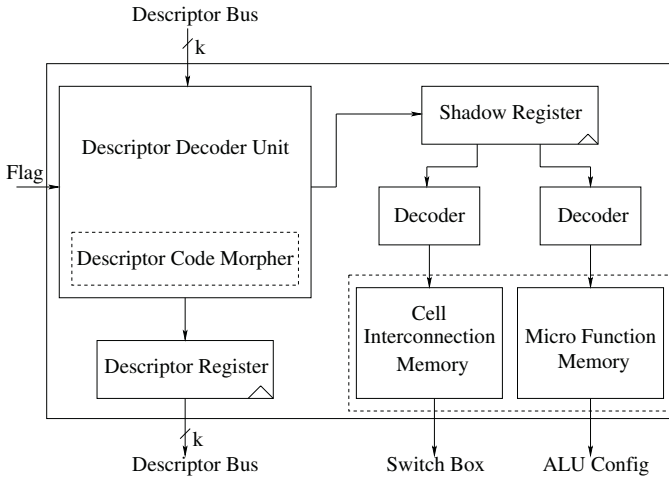 Descriptor Bus
k
Shadow Register
Descriptor Decoder Unit
Flag
Decoder
Decoder
Descriptor Code Morpher
Cell
Interconnection
Memory
Micro Function
Memory
Descriptor Register
k
Descriptor Bus
Switch Box
ALU Config